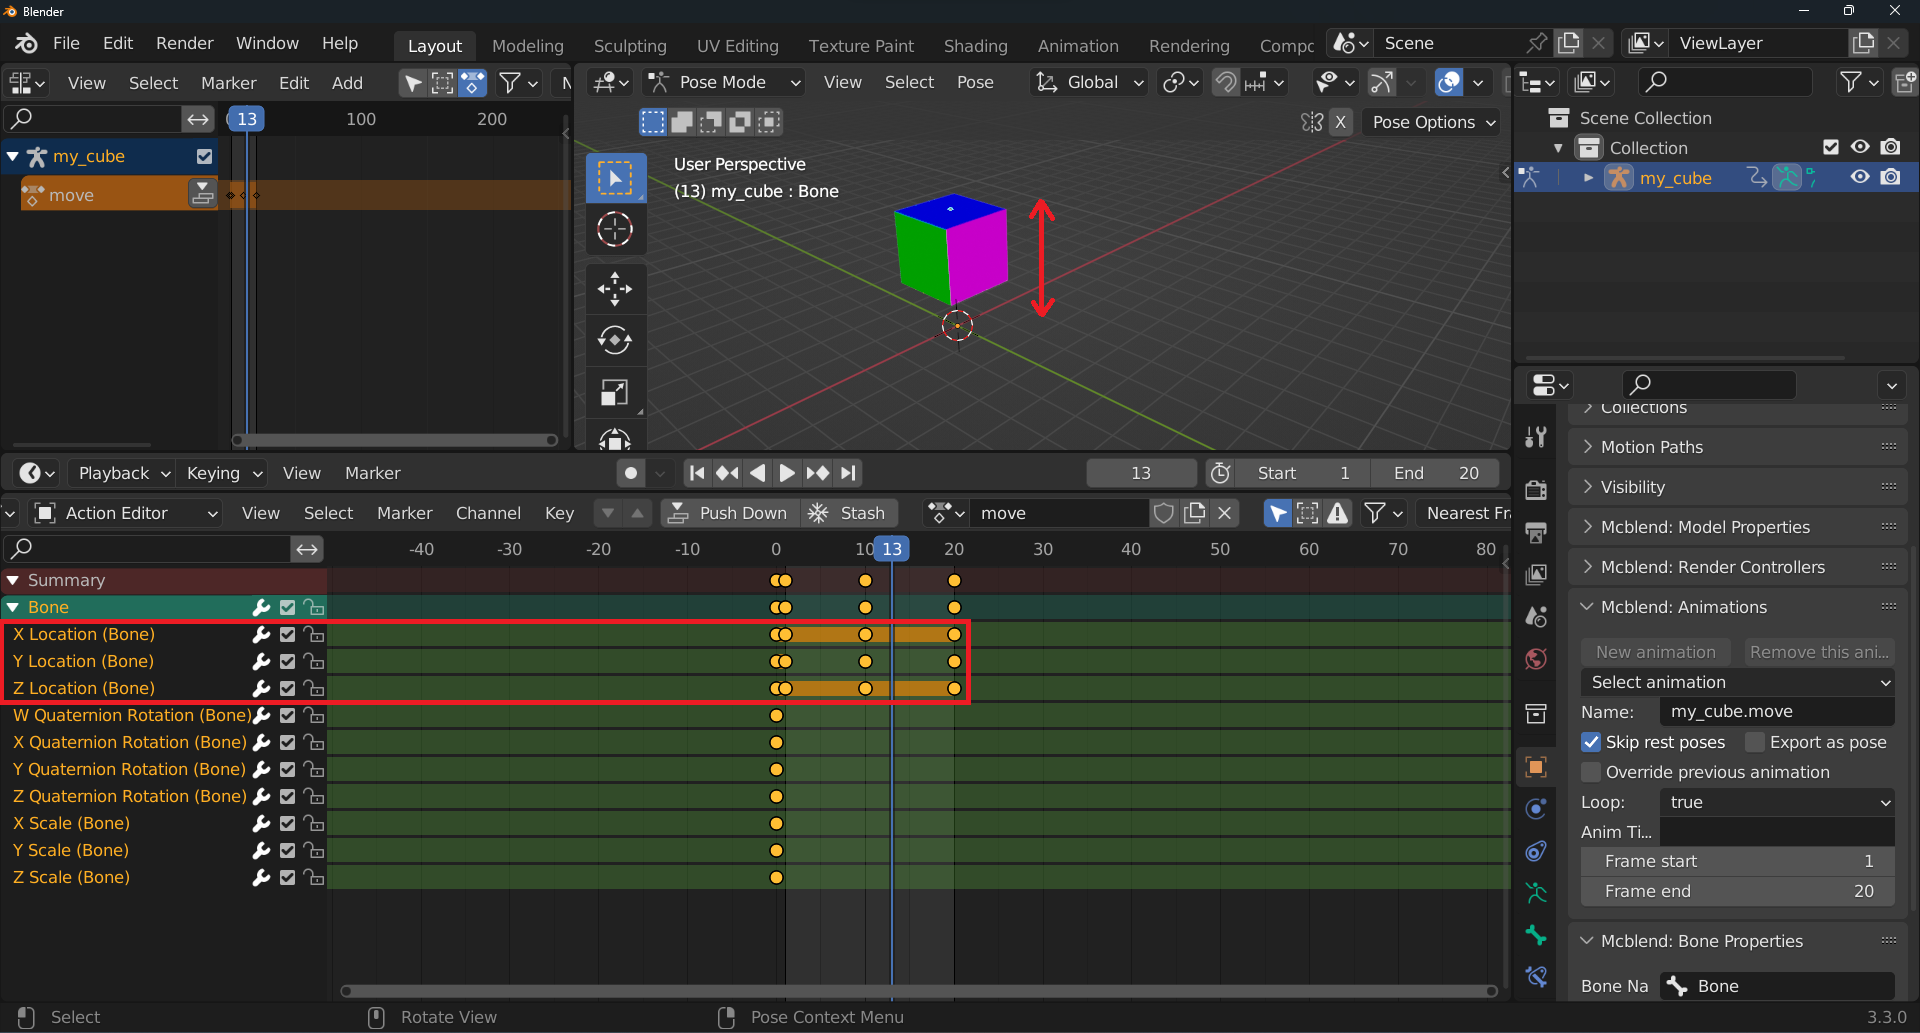 Blender
File Edit Render Window Help Layout Modeling Sculpting UV Editing Texture Paint Shading Animation Rendering Compc Scene ViewLayer
View Select Marker Edit Add
Pose Mode View Select Pose Global
13 100 200
X Pose Options
my_cube
move
User Perspective
(13) my_cube : Bone
Scene Collection
Collection
my_cube
Playback Keying View Marker 13 Start 1 End 20
Action Editor View Select Marker Channel Key Push Down Stash move Nearest Fr
-40 -30 -20 -10 0 10 13 20 30 40 50 60 70 80
Summary
Bone
X Location (Bone)
Y Location (Bone)
Z Location (Bone)
W Quaternion Rotation (Bone)
X Quaternion Rotation (Bone)
Y Quaternion Rotation (Bone)
Z Quaternion Rotation (Bone)
X Scale (Bone)
Y Scale (Bone)
Z Scale (Bone)
Collections
Motion Paths
Visibility
Mcblend: Model Properties
Mcblend: Render Controllers
Mcblend: Animations
New animation Remove this ani...
Select animation
Name: my_cube.move
Skip rest poses Export as pose
Override previous animation
Loop: true
Anim Ti...
Frame start 1
Frame end 20
Mcblend: Bone Properties
Bone Na Bone
Select Rotate View Pose Context Menu 3.3.0